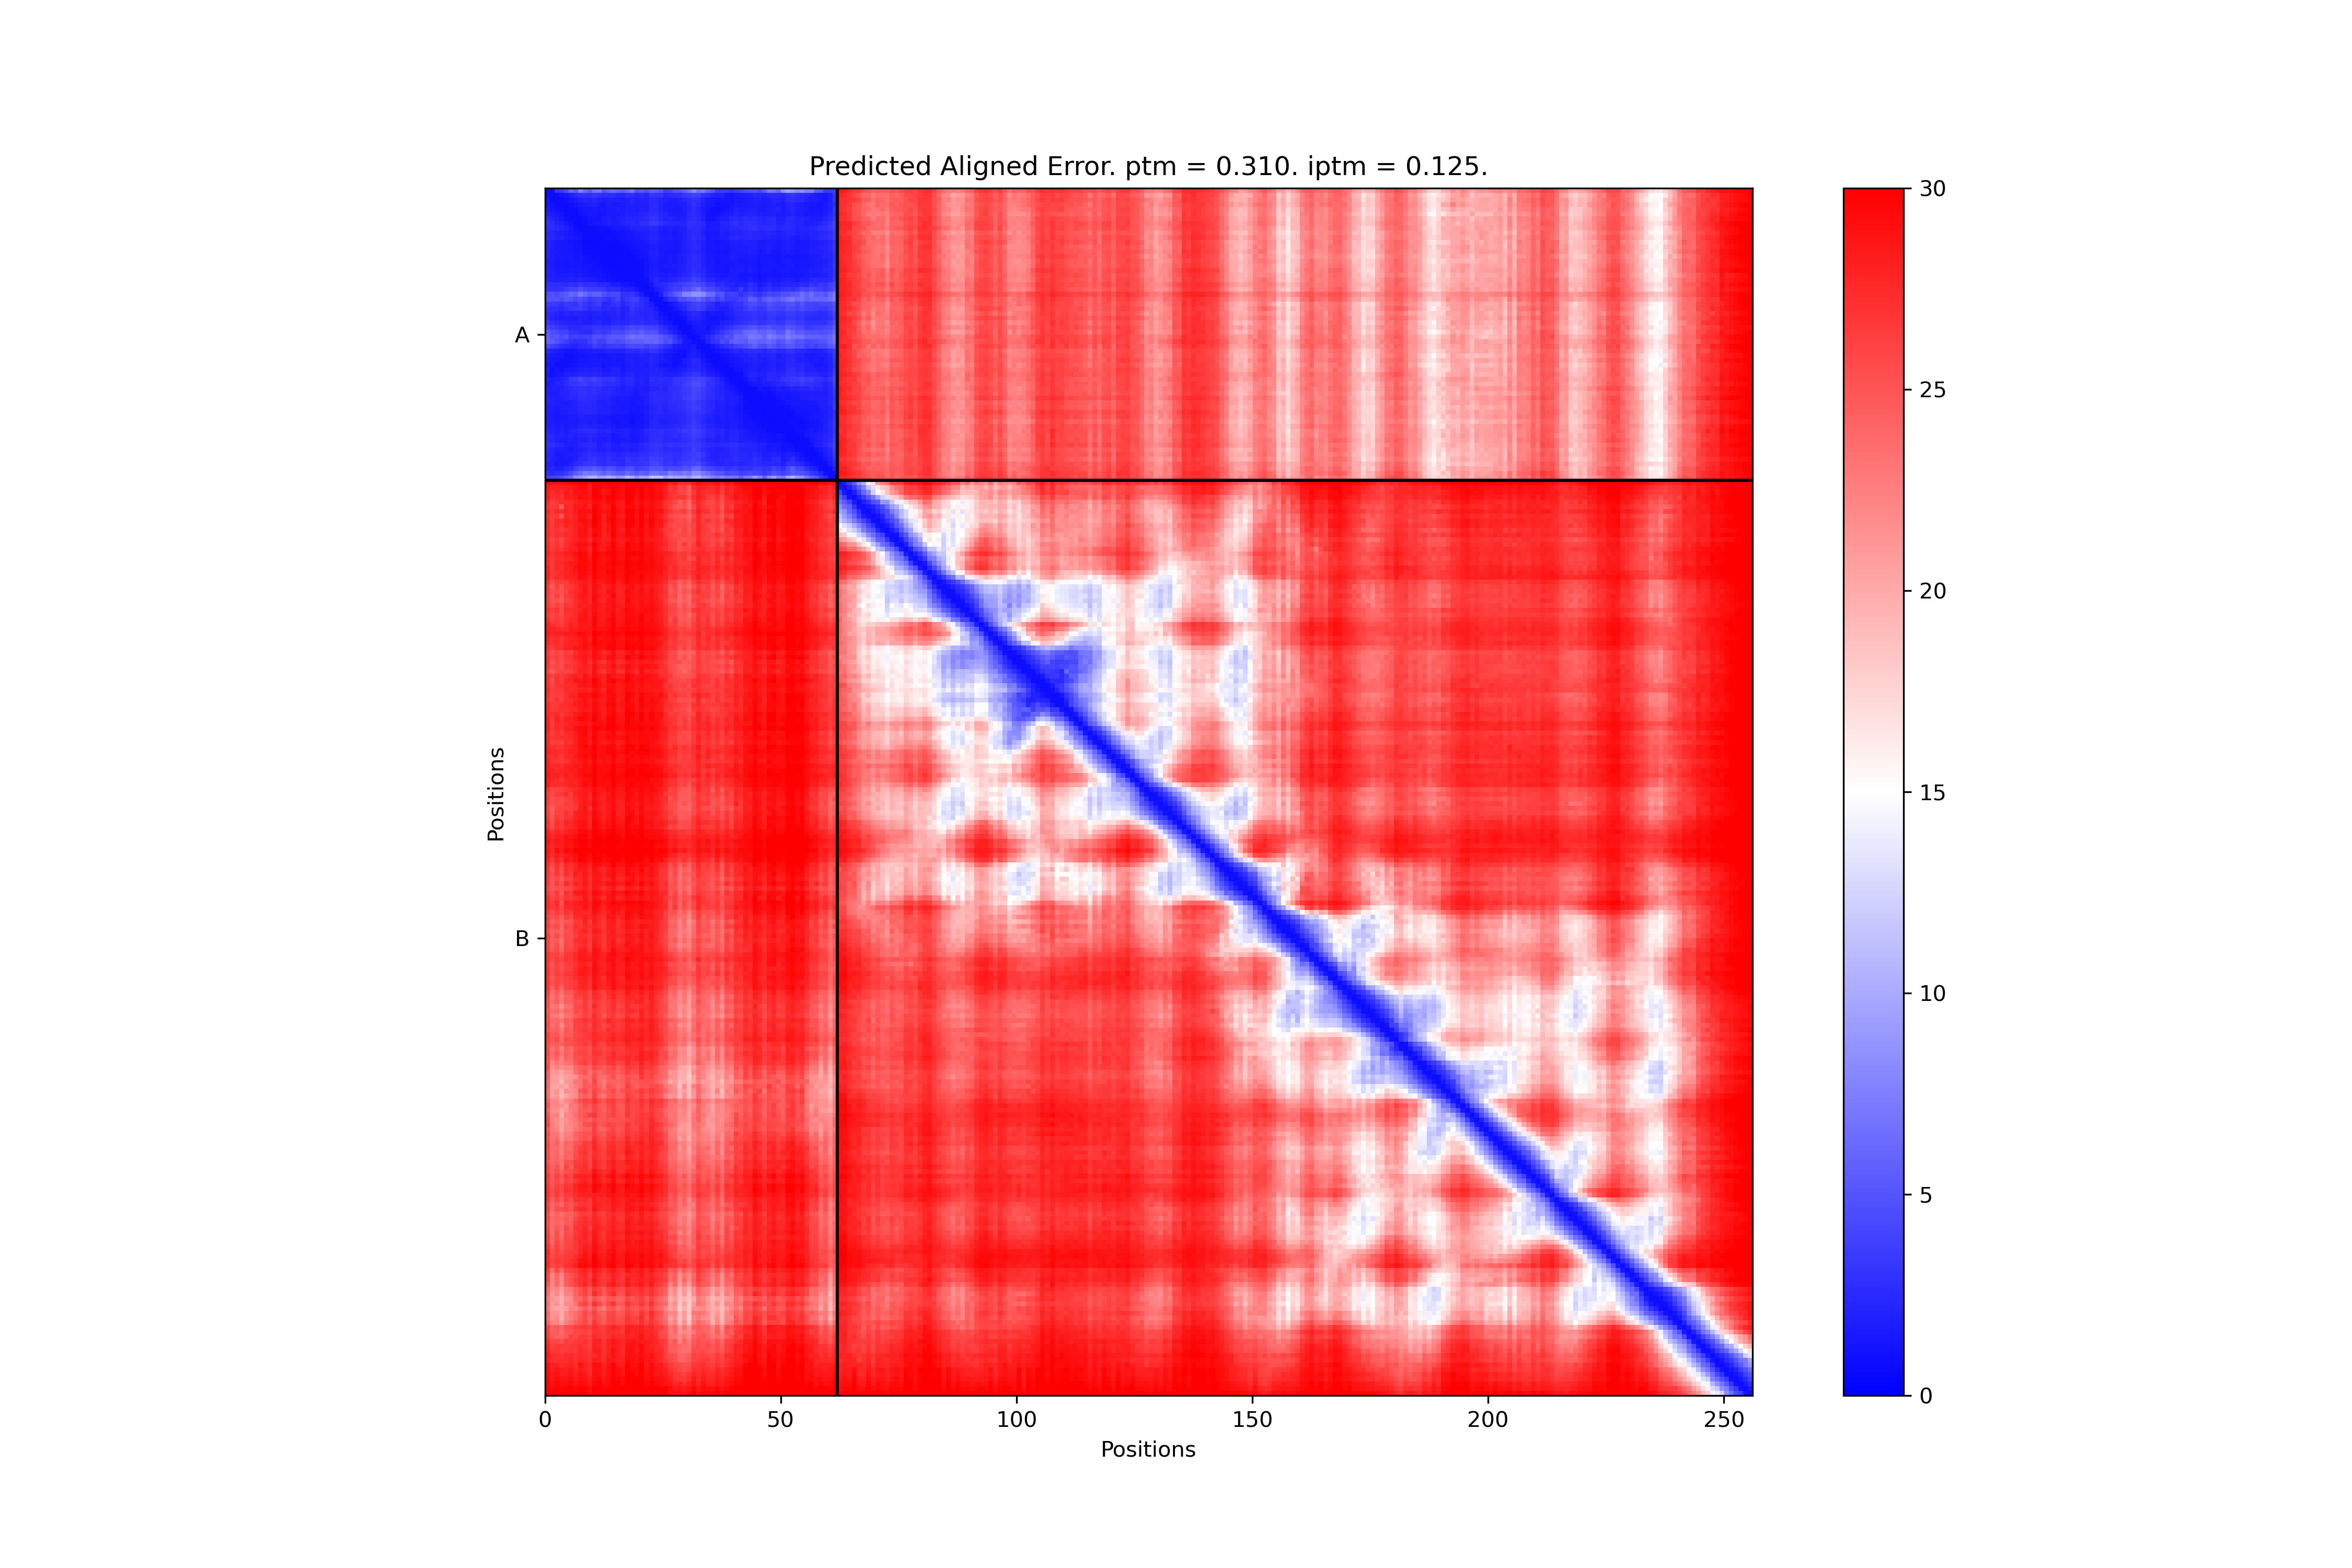 Predicted Aligned Error. ptm = 0.310. iptm = 0.125.
A
B
Positions
0 50 100 150 200 250
Positions
30
25
20
15
10
5
0